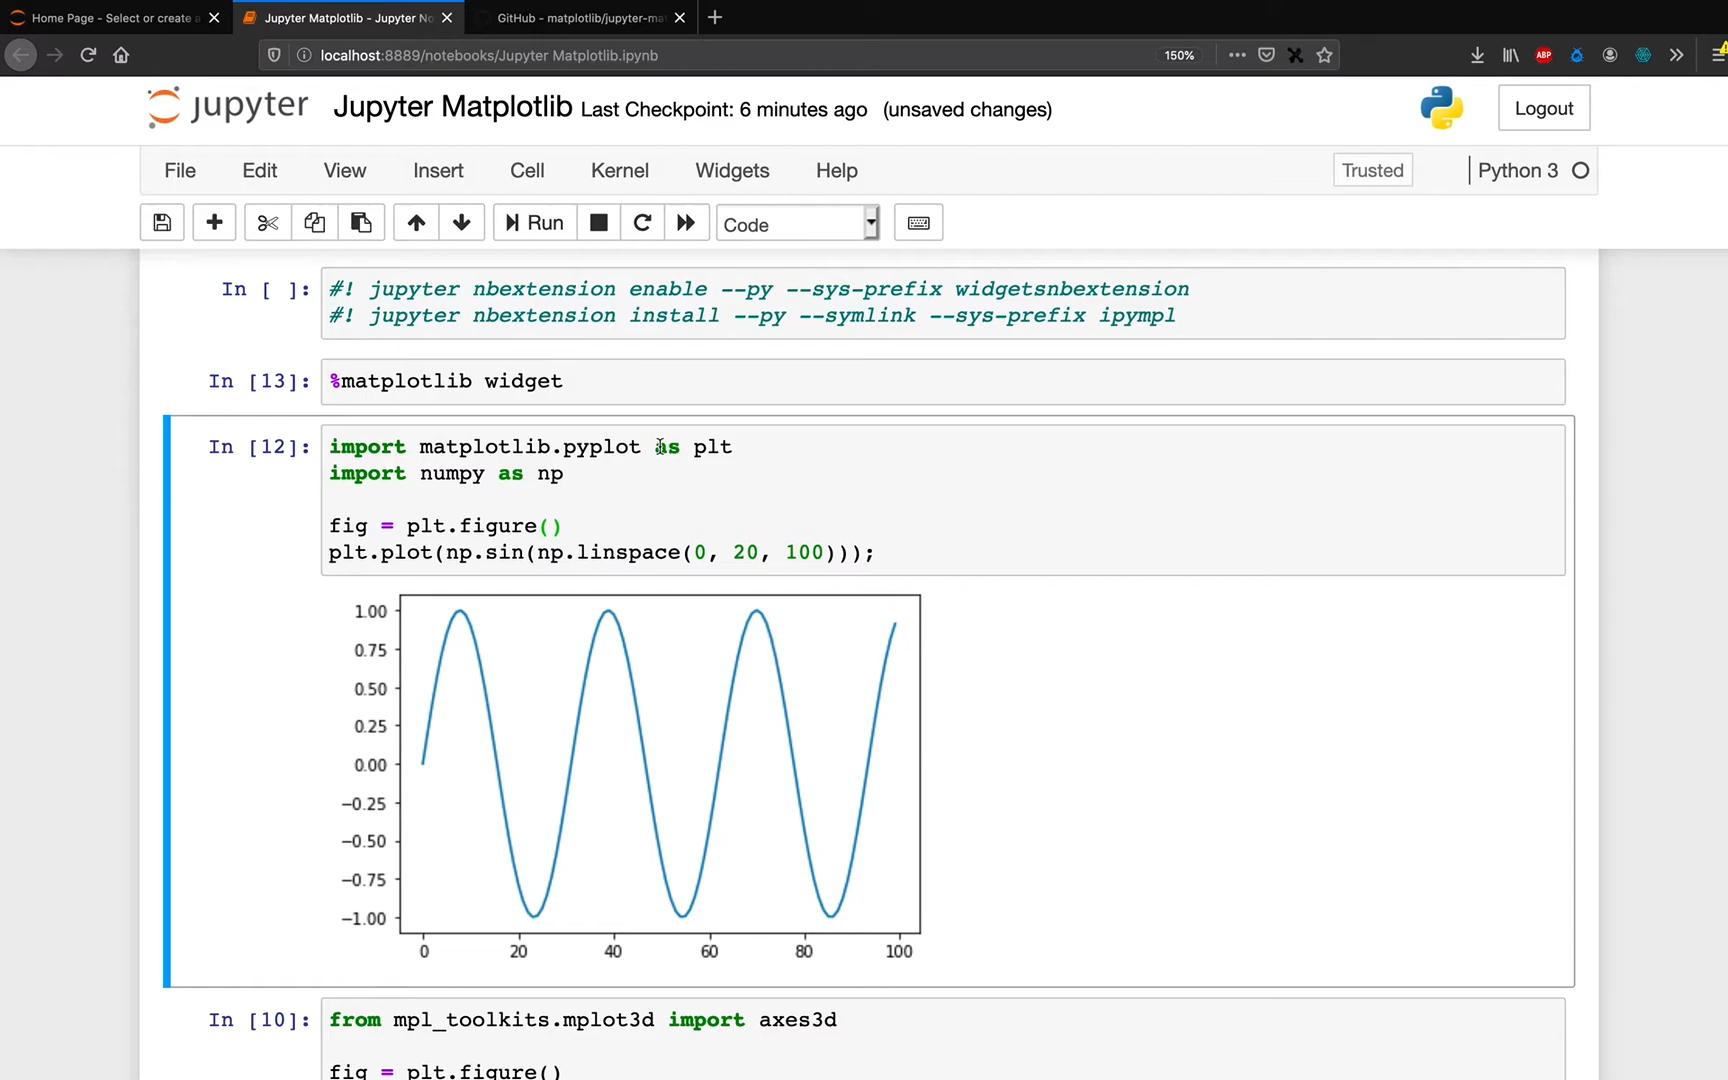 Home Page - Select or create a
Jupyter Matplotlib - Jupyter No
GitHub - matplotlib/jupyter-mat
localhost:8889/notebooks/Jupyter Matplotlib.ipynb
150%
ABP
jupyter
Jupyter Matplotlib Last Checkpoint: 6 minutes ago (unsaved changes)
Logout
File Edit View Insert Cell Kernel Widgets Help
Trusted
Python 3
Run
Code
In [ ]:
#! jupyter nbextension enable --py --sys-prefix widgetsnbextension
#! jupyter nbextension install --py --symlink --sys-prefix ipympl
In [13]:
%matplotlib widget
In [12]:
import matplotlib.pyplot as plt
import numpy as np
fig = plt.figure()
plt.plot(np.sin(np.linspace(0, 20, 100)));
1.00
0.75
0.50
0.25
0.00
−0.25
−0.50
−0.75
−1.00
0 20 40 60 80 100
In [10]:
from mpl_toolkits.mplot3d import axes3d
fig = plt.figure()